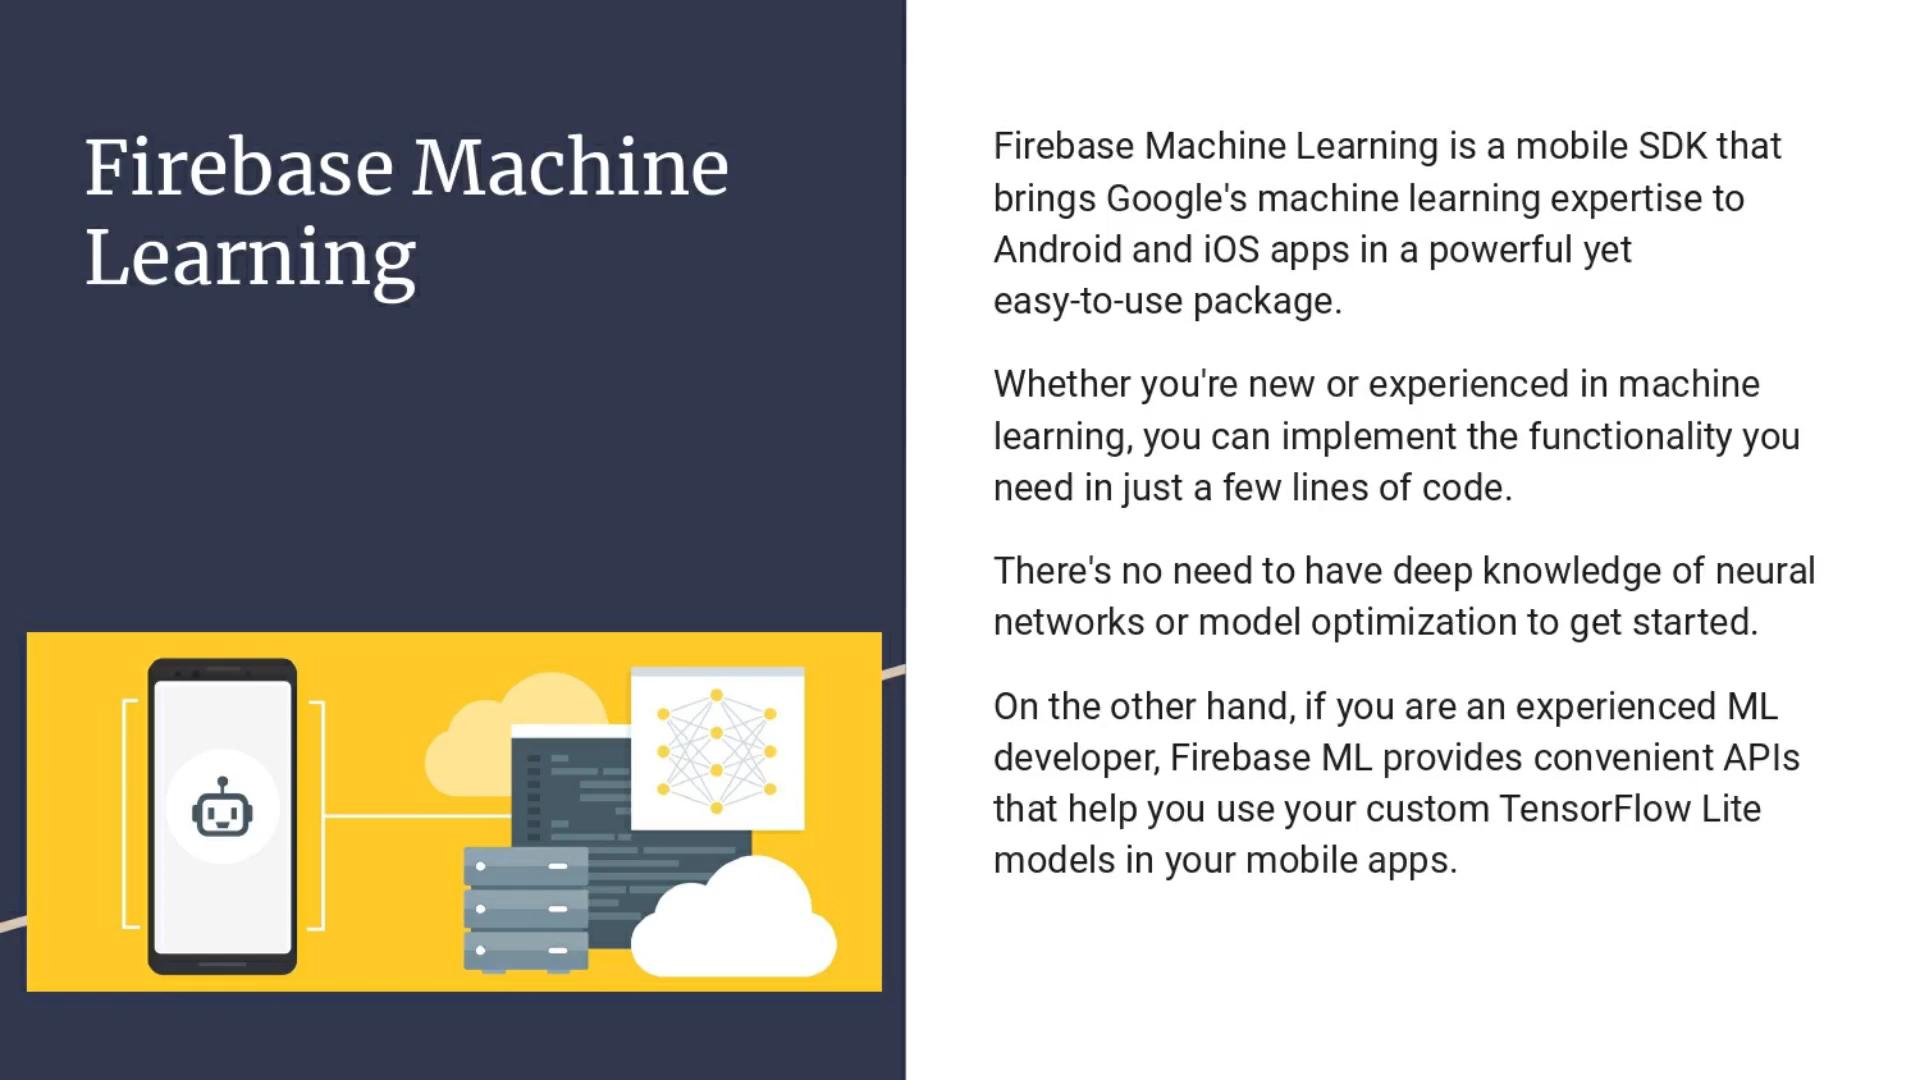 Firebase Machine
Learning
Firebase Machine Learning is a mobile SDK that
brings Google's machine learning expertise to
Android and iOS apps in a powerful yet
easy-to-use package.
Whether you're new or experienced in machine
learning, you can implement the functionality you
need in just a few lines of code.
There's no need to have deep knowledge of neural
networks or model optimization to get started.
On the other hand, if you are an experienced ML
developer, Firebase ML provides convenient APIs
that help you use your custom TensorFlow Lite
models in your mobile apps.